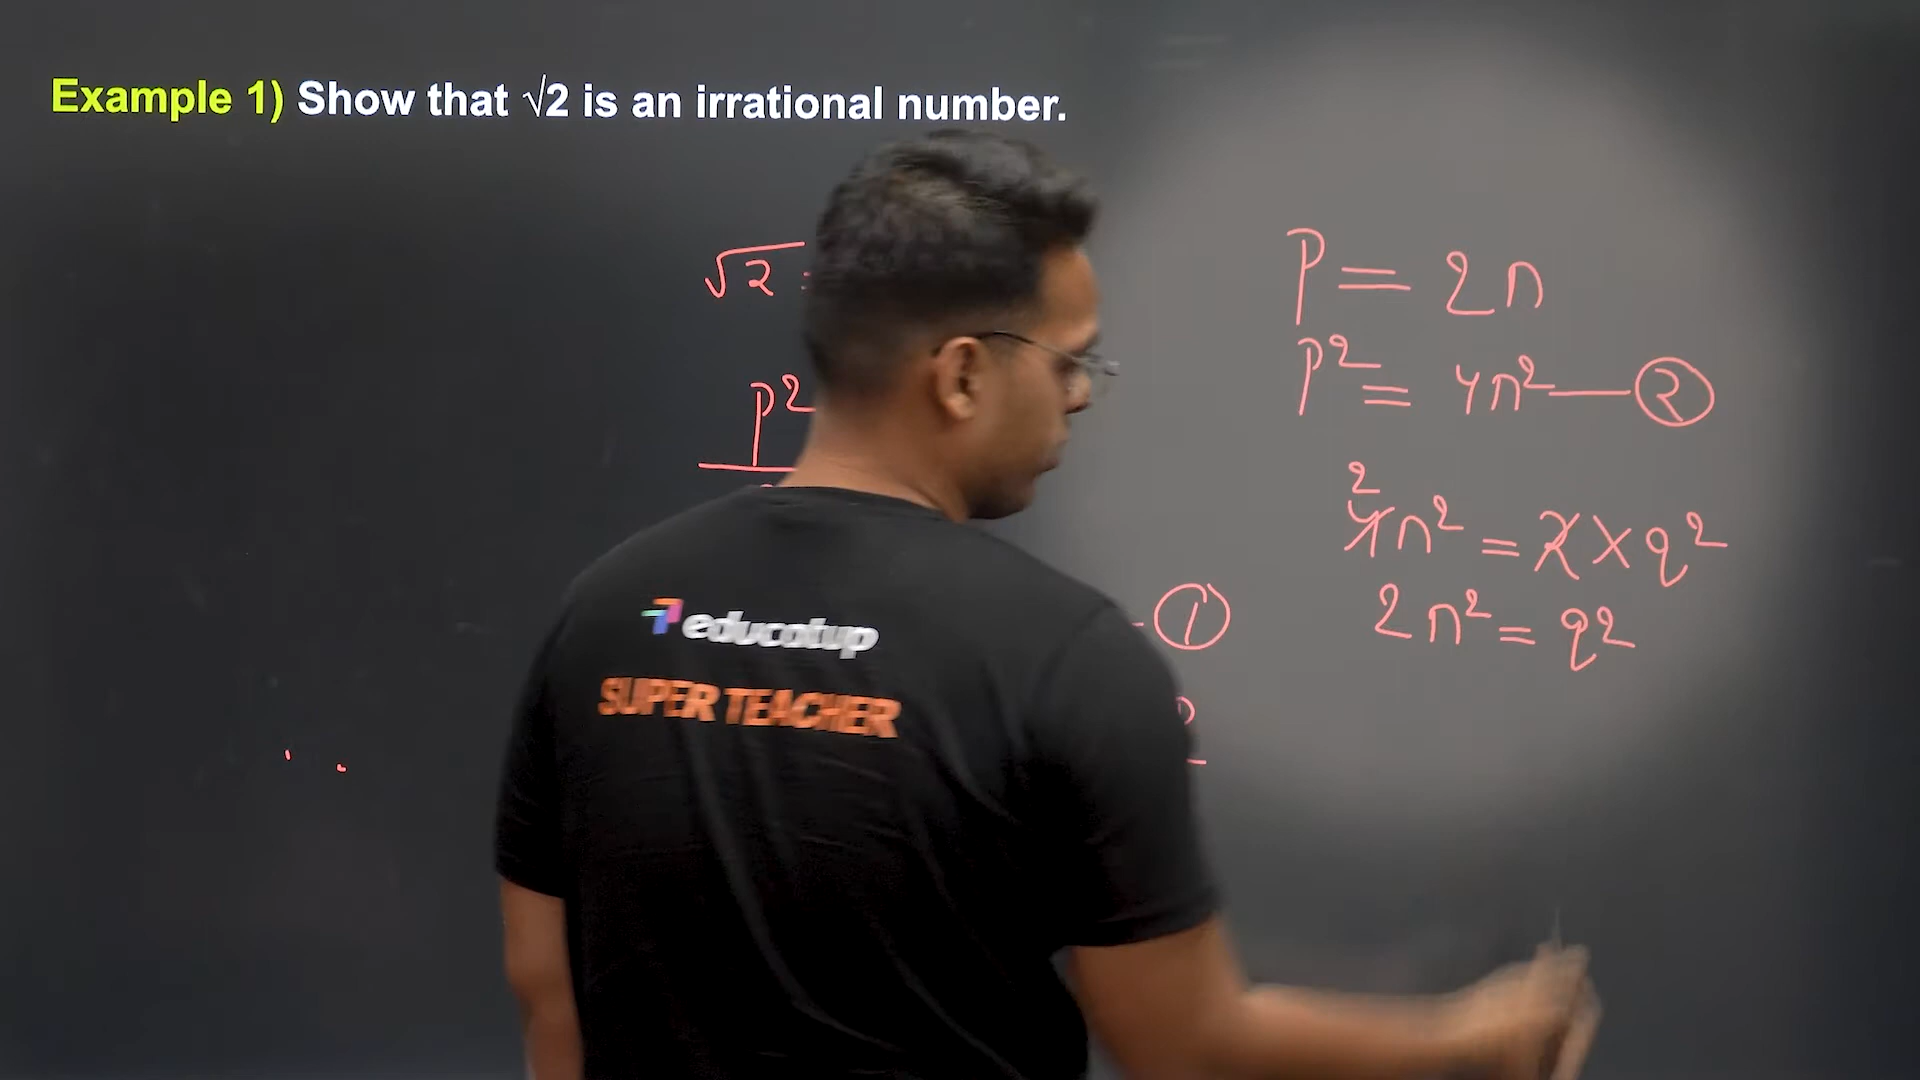 Example 1) Show that √2 is an irrational number.
√2
p²
①
p = 2n
p² = 4n² — ②
2
4n² = 2 × q²
2n² = q²
educatup
SUPER TEACHER